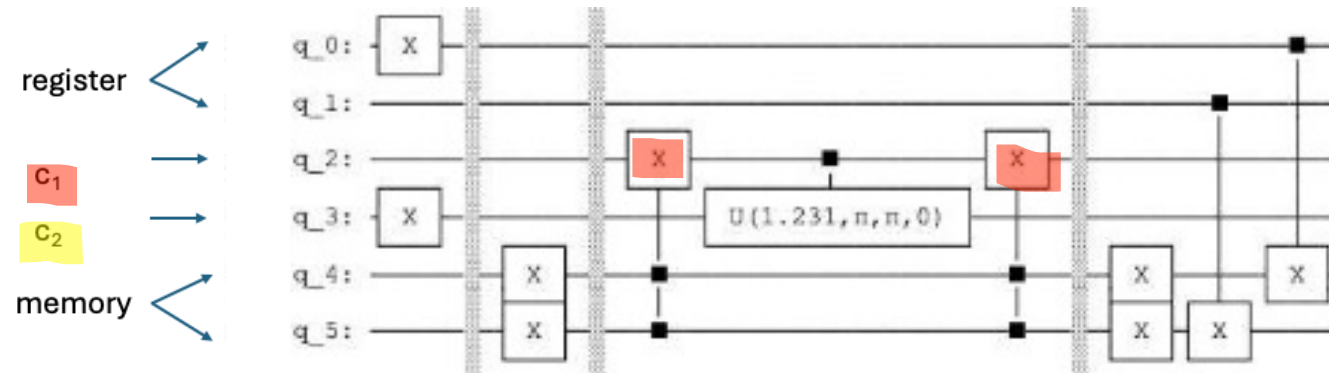 q_0: X
register
q_1:
q_2: X X
C₁
q_3: X U(1.231,π,π,0)
C₂
q_4: X X X
memory
q_5: X X X